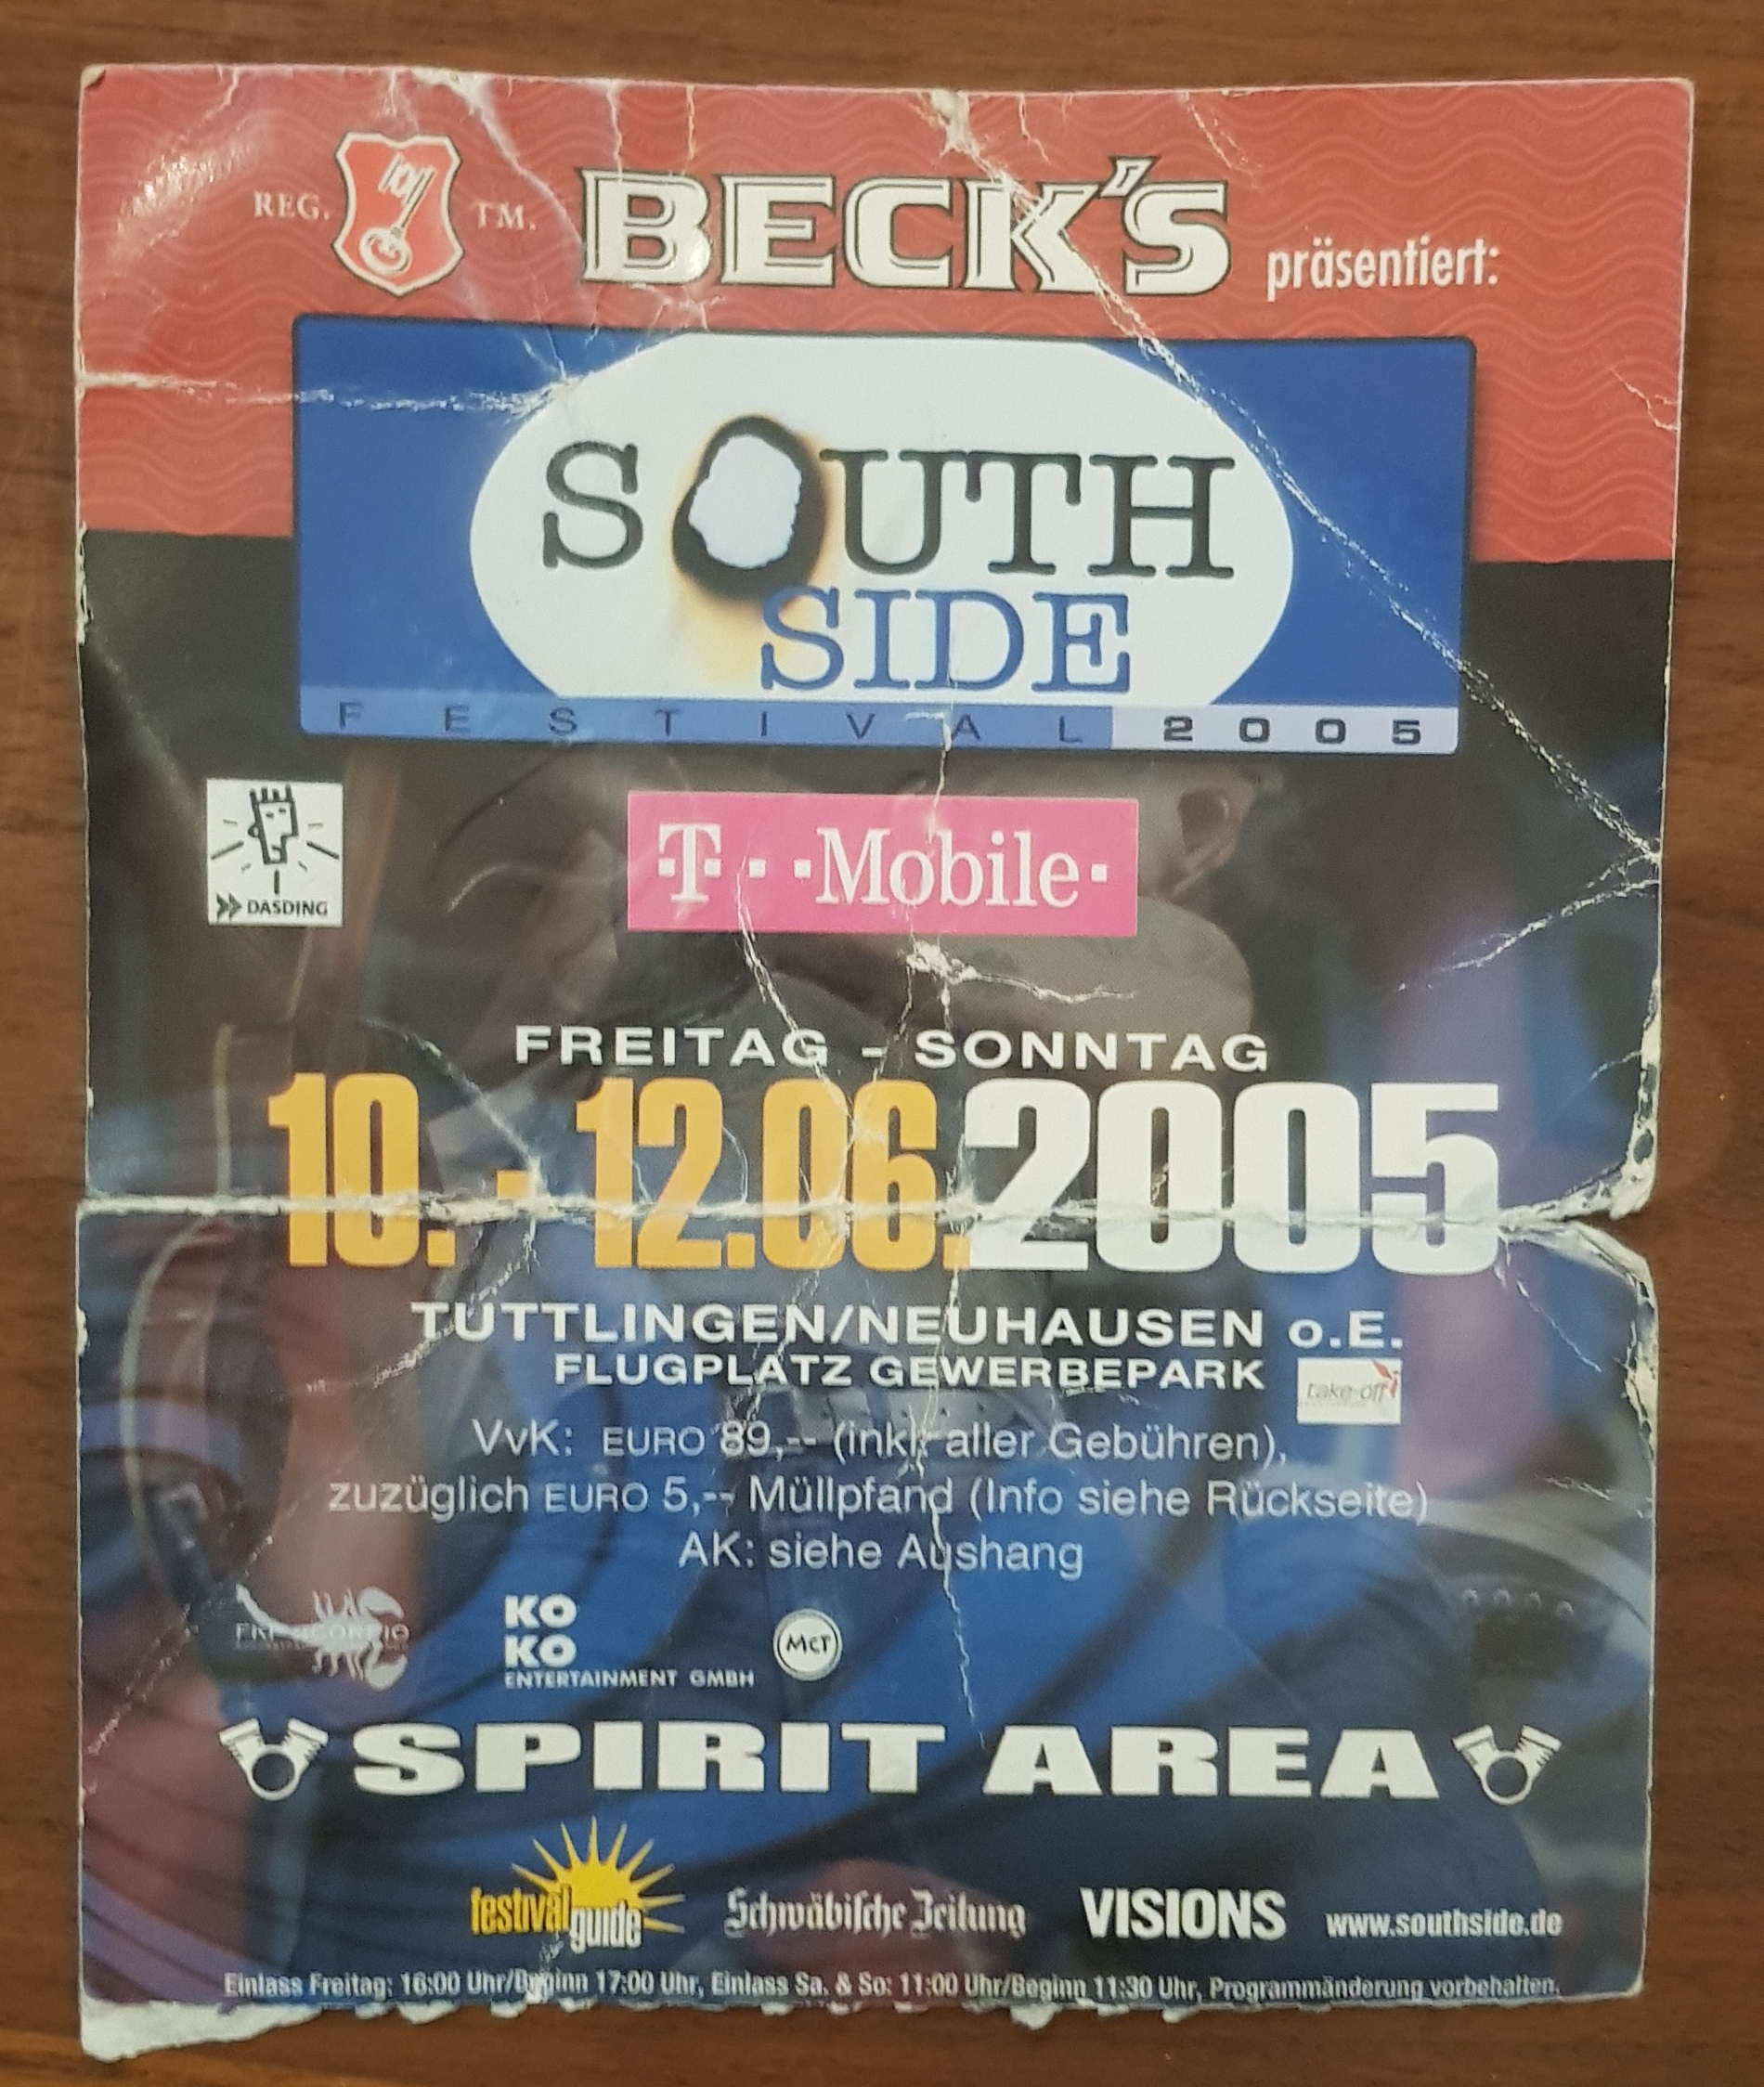 REG. TM. BECK'S präsentiert:
SOUTH
SIDE
FESTIVAL 2005
DASDING
T··Mobile·
FREITAG - SONNTAG
10. - 12.06.2005
TUTTLINGEN/NEUHAUSEN o.E.
FLUGPLATZ GEWERBEPARK take-off
VvK: EURO 89,-- (inkl. aller Gebühren),
zuzüglich EURO 5,-- Müllpfand (Info siehe Rückseite)
AK: siehe Aushang
FKP SCORPIO
KO
KO
ENTERTAINMENT GMBH
MCT
SPIRIT AREA
festival guide Schwäbische Zeitung VISIONS www.southside.de
Einlass Freitag: 16:00 Uhr/Beginn 17:00 Uhr, Einlass Sa. & So: 11:00 Uhr/Beginn 11:30 Uhr, Programmänderung vorbehalten.